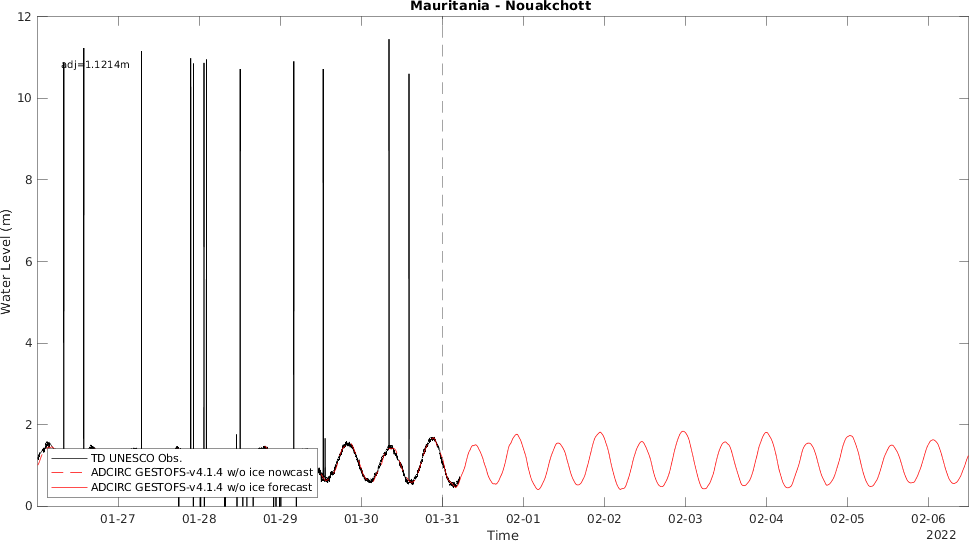 Mauritania - Nouakchott
12
10
8
6
4
2
0
Water Level (m)
adj=1.1214m
TD UNESCO Obs.
ADCIRC GESTOFS-v4.1.4 w/o ice nowcast
ADCIRC GESTOFS-v4.1.4 w/o ice forecast
01-27 01-28 01-29 01-30 01-31 02-01 02-02 02-03 02-04 02-05 02-06
Time
2022